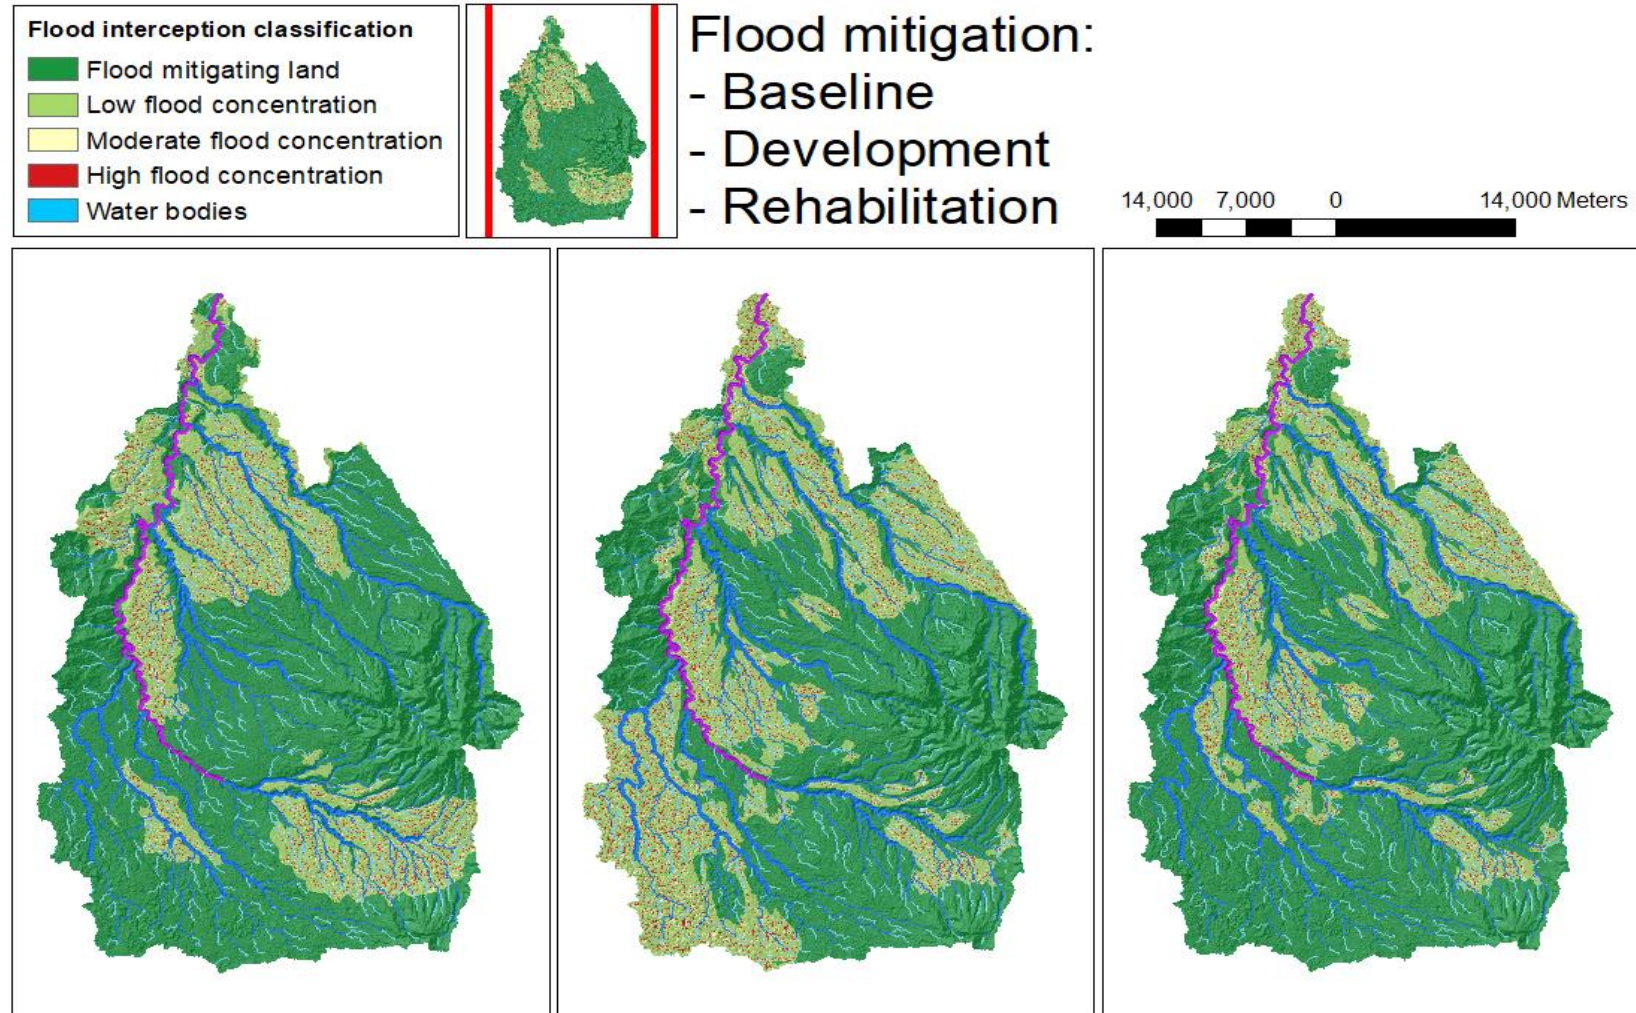 Flood interception classification
Flood mitigating land
Low flood concentration
Moderate flood concentration
High flood concentration
Water bodies
Flood mitigation:
- Baseline
- Development
- Rehabilitation
14,000 7,000 0 14,000 Meters